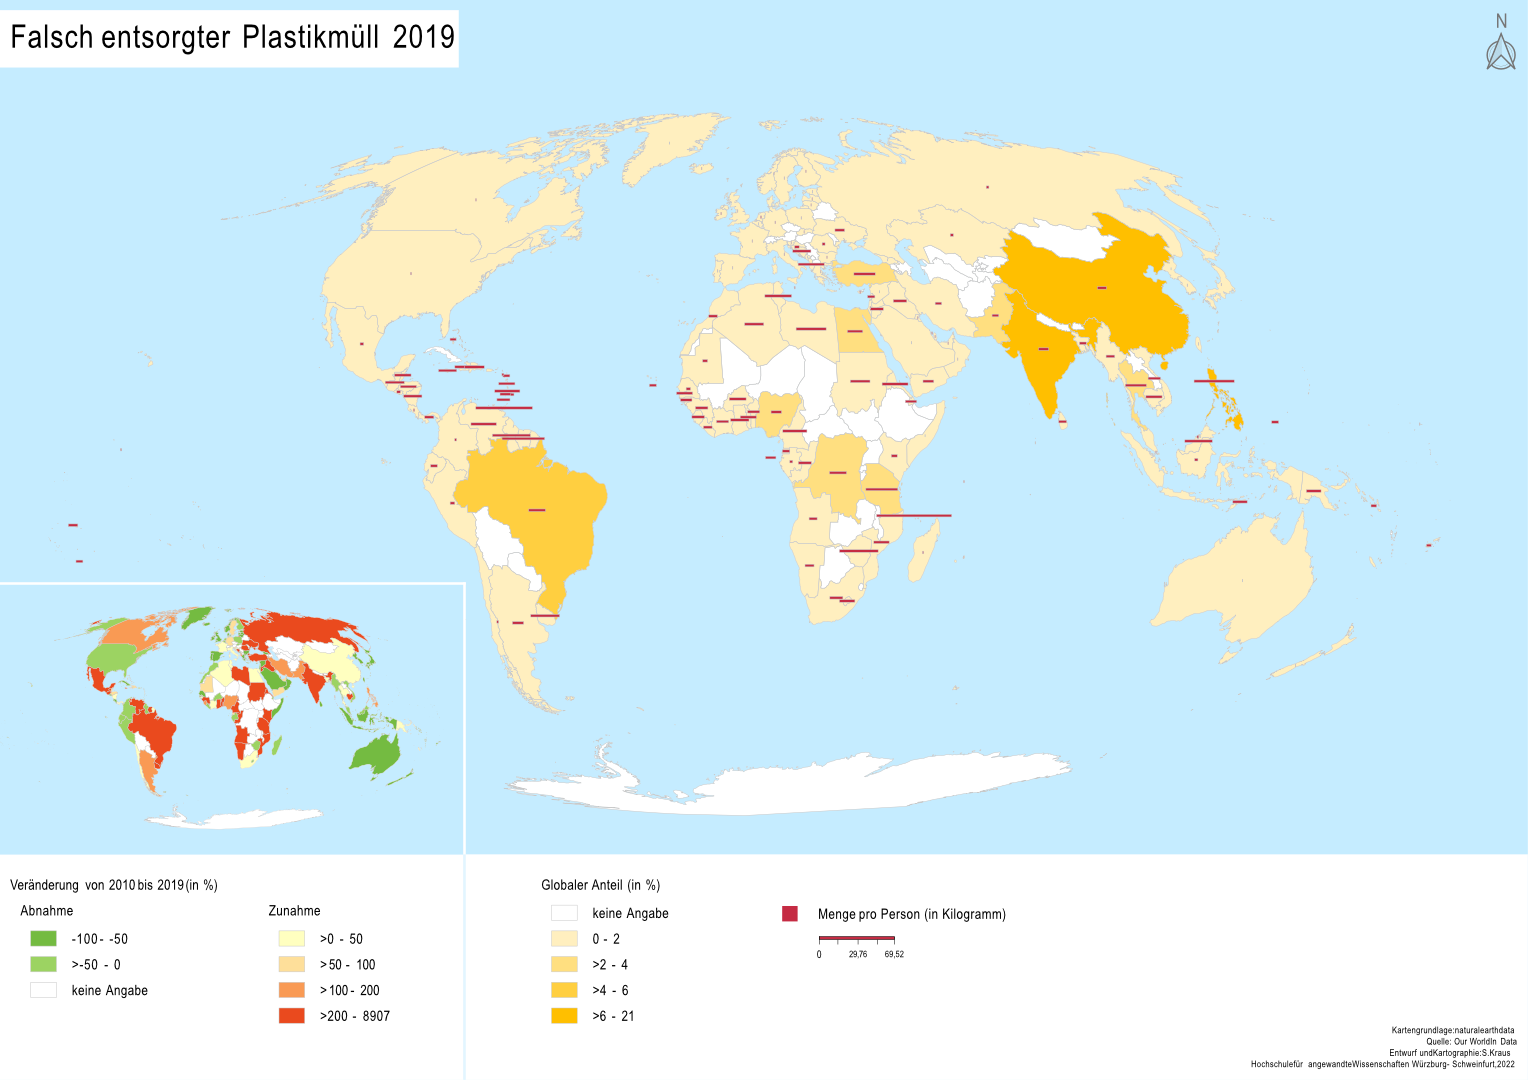 Falsch entsorgter Plastikmüll 2019
N
Veränderung von 2010 bis 2019 (in %)
Abnahme
-100 - -50
>-50 - 0
keine Angabe
Zunahme
>0 - 50
>50 - 100
>100 - 200
>200 - 8907
Globaler Anteil (in %)
keine Angabe
0 - 2
>2 - 4
>4 - 6
>6 - 21
Menge pro Person (in Kilogramm)
0 29,76 69,52
Kartengrundlage:naturalearthdata
Quelle: Our WorldIn Data
Entwurf undKartographie:S.Kraus
Hochschulefür angewandteWissenschaften Würzburg- Schweinfurt,2022